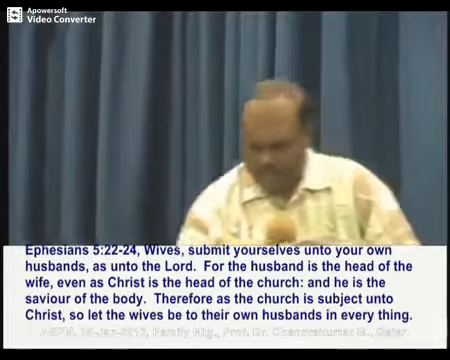 Apowersoft
Video Converter
Ephesians 5:22-24, Wives, submit yourselves unto your own
husbands, as unto the Lord. For the husband is the head of the
wife, even as Christ is the head of the church: and he is the
saviour of the body. Therefore as the church is subject unto
Christ, so let the wives be to their own husbands in every thing.
Family Mtg., Prof. Dr. Chandrakumar M., Qatar.